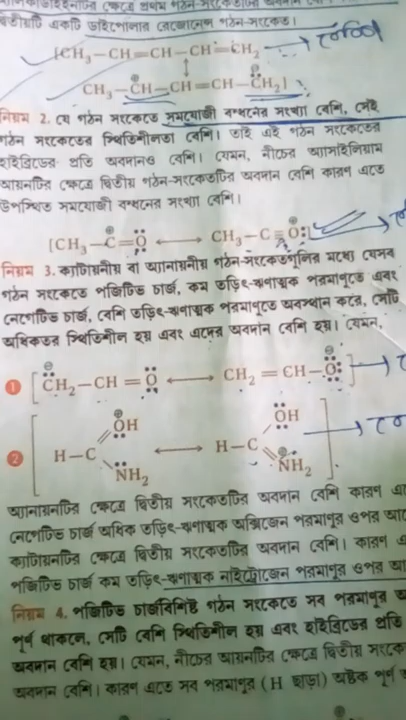 দ্বিতীয়টি একটি ডাইপোলার রেজোনেন্স গঠন-সংকেত।
[CH₃ – CH = CH – CH = CH₂
↕
CH₃ – CH – CH = CH – CH₂]
নিয়ম 2. যে গঠন সংকেতে সমযোজী বন্ধনের সংখ্যা বেশি, সেই
গঠন সংকেতের স্থিতিশীলতা বেশি। তাই এই গঠন সংকেতের
হাইব্রিডের প্রতি অবদানও বেশি। যেমন, নীচের অ্যাসাইলিয়াম
আয়নটির ক্ষেত্রে দ্বিতীয় গঠন-সংকেতটির অবদান বেশি কারণ এতে
উপস্থিত সমযোজী বন্ধনের সংখ্যা বেশি।
[CH₃ – C⊕ = Ö: ⟷ CH₃ – C ≡ O⊕:]
নিয়ম 3. ক্যাটায়নীয় বা অ্যানায়নীয় গঠন-সংকেতগুলির মধ্যে যেসব
গঠন সংকেতে পজিটিভ চার্জ, কম তড়িৎ-ঋণাত্মক পরমাণুতে এবং
নেগেটিভ চার্জ, বেশি তড়িৎ-ঋণাত্মক পরমাণুতে অবস্থান করে, সেটি
অধিকতর স্থিতিশীল হয় এবং এদের অবদান বেশি হয়। যেমন,
1 [⊖CH₂ – CH = Ö: ⟷ CH₂ = CH – Ö:⊖]
2 [H – C ⊕ÖH N̈H₂ ⟷ H – C ÖH ⊕NH₂]
অ্যানায়নটির ক্ষেত্রে দ্বিতীয় সংকেতটির অবদান বেশি কারণ
নেগেটিভ চার্জ অধিক তড়িৎ-ঋণাত্মক অক্সিজেন পরমাণুর ওপর
ক্যাটায়নটির ক্ষেত্রে দ্বিতীয় সংকেতটির অবদান বেশি। কারণ
পজিটিভ চার্জ কম তড়িৎ-ঋণাত্মক নাইট্রোজেন পরমাণুর ওপর
নিয়ম 4. পজিটিভ চার্জবিশিষ্ট গঠন সংকেতে সব পরমাণুর
পূর্ণ থাকলে, সেটি বেশি স্থিতিশীল হয় এবং হাইব্রিডের প্রতি
অবদান বেশি হয়। যেমন, নীচের আয়নটির ক্ষেত্রে দ্বিতীয়
অবদান বেশি। কারণ এতে সব পরমাণুর (H ছাড়া) অষ্টক পূর্ণ